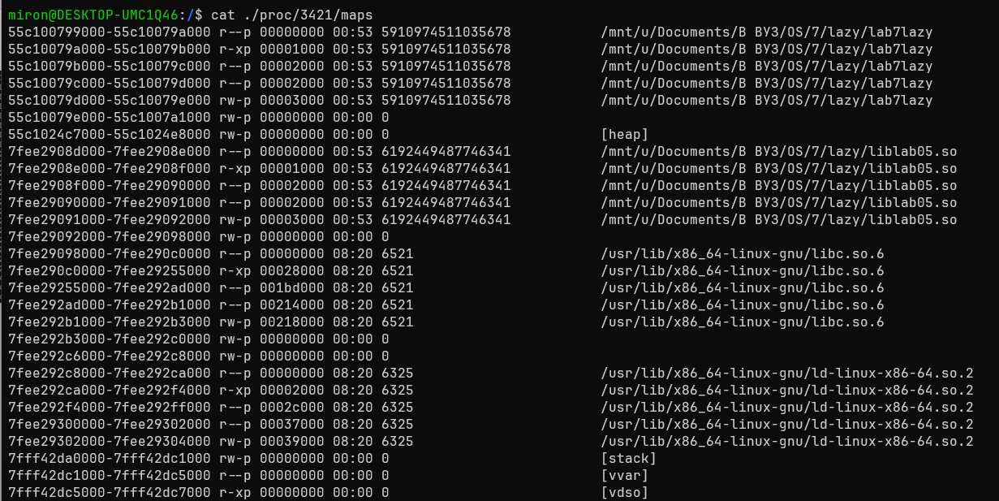 miron@DESKTOP-UMC1Q46:/$ cat ./proc/3421/maps
55c100799000-55c10079a000 r--p 00000000 00:53 5910974511035678 /mnt/u/Documents/B BY3/OS/7/lazy/lab7lazy
55c10079a000-55c10079b000 r-xp 00001000 00:53 5910974511035678 /mnt/u/Documents/B BY3/OS/7/lazy/lab7lazy
55c10079b000-55c10079c000 r--p 00002000 00:53 5910974511035678 /mnt/u/Documents/B BY3/OS/7/lazy/lab7lazy
55c10079c000-55c10079d000 r--p 00002000 00:53 5910974511035678 /mnt/u/Documents/B BY3/OS/7/lazy/lab7lazy
55c10079d000-55c10079e000 rw-p 00003000 00:53 5910974511035678 /mnt/u/Documents/B BY3/OS/7/lazy/lab7lazy
55c10079e000-55c1007a1000 rw-p 00000000 00:00 0
55c1024c7000-55c1024e8000 rw-p 00000000 00:00 0 [heap]
7fee2908d000-7fee2908e000 r--p 00000000 00:53 6192449487746341 /mnt/u/Documents/B BY3/OS/7/lazy/liblab05.so
7fee2908e000-7fee2908f000 r-xp 00001000 00:53 6192449487746341 /mnt/u/Documents/B BY3/OS/7/lazy/liblab05.so
7fee2908f000-7fee29090000 r--p 00002000 00:53 6192449487746341 /mnt/u/Documents/B BY3/OS/7/lazy/liblab05.so
7fee29090000-7fee29091000 r--p 00002000 00:53 6192449487746341 /mnt/u/Documents/B BY3/OS/7/lazy/liblab05.so
7fee29091000-7fee29092000 rw-p 00003000 00:53 6192449487746341 /mnt/u/Documents/B BY3/OS/7/lazy/liblab05.so
7fee29092000-7fee29098000 rw-p 00000000 00:00 0
7fee29098000-7fee290c0000 r--p 00000000 08:20 6521 /usr/lib/x86_64-linux-gnu/libc.so.6
7fee290c0000-7fee29255000 r-xp 00028000 08:20 6521 /usr/lib/x86_64-linux-gnu/libc.so.6
7fee29255000-7fee292ad000 r--p 001bd000 08:20 6521 /usr/lib/x86_64-linux-gnu/libc.so.6
7fee292ad000-7fee292b1000 r--p 00214000 08:20 6521 /usr/lib/x86_64-linux-gnu/libc.so.6
7fee292b1000-7fee292b3000 rw-p 00218000 08:20 6521 /usr/lib/x86_64-linux-gnu/libc.so.6
7fee292b3000-7fee292c0000 rw-p 00000000 00:00 0
7fee292c6000-7fee292c8000 rw-p 00000000 00:00 0
7fee292c8000-7fee292ca000 r--p 00000000 08:20 6325 /usr/lib/x86_64-linux-gnu/ld-linux-x86-64.so.2
7fee292ca000-7fee292f4000 r-xp 00002000 08:20 6325 /usr/lib/x86_64-linux-gnu/ld-linux-x86-64.so.2
7fee292f4000-7fee292ff000 r--p 0002c000 08:20 6325 /usr/lib/x86_64-linux-gnu/ld-linux-x86-64.so.2
7fee29300000-7fee29302000 r--p 00037000 08:20 6325 /usr/lib/x86_64-linux-gnu/ld-linux-x86-64.so.2
7fee29302000-7fee29304000 rw-p 00039000 08:20 6325 /usr/lib/x86_64-linux-gnu/ld-linux-x86-64.so.2
7fff42da0000-7fff42dc1000 rw-p 00000000 00:00 0 [stack]
7fff42dc1000-7fff42dc5000 r--p 00000000 00:00 0 [vvar]
7fff42dc5000-7fff42dc7000 r-xp 00000000 00:00 0 [vdso]